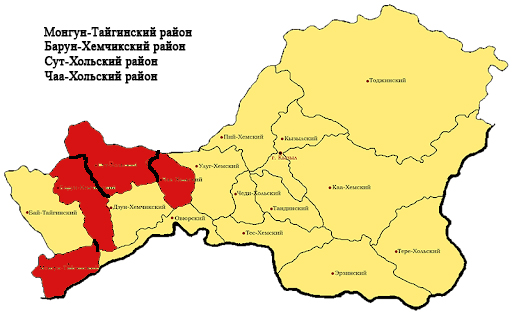 Монгун-Тайгинский район
Барун-Хемчикский район
Сут-Хольский район
Чаа-Хольский район
Тоджинский
Пий-Хемский
Кызылский
г. Кызыл
Улуг-Хемский
Каа-Хемский
Чеди-Хольский
Дзун-Хемчикский
Тандинский
Бай-Тайгинский
Овюрский
Тес-Хемский
Тере-Хольский
Эрзинский